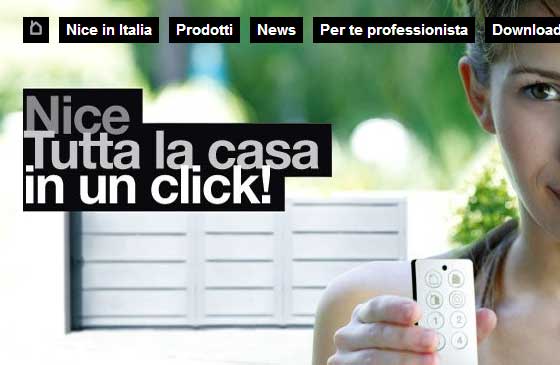 Nice in Italia
Prodotti
News
Per te professionista
Download
Nice
Tutta la casa
in un click!
1 2
4